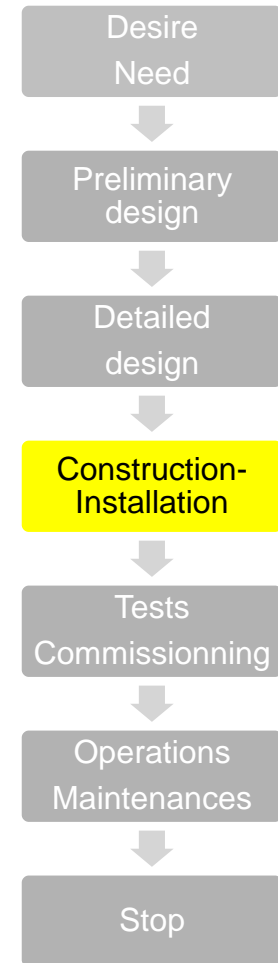 Desire
Need
Preliminary
design
Detailed
design
Construction-
Installation
Tests
Commissionning
Operations
Maintenances
Stop